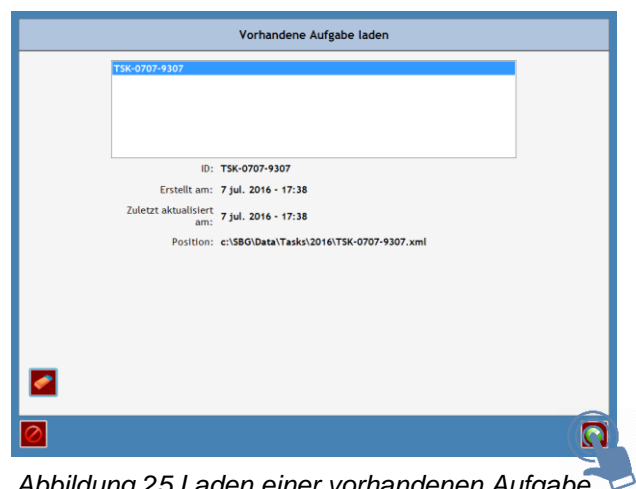 Vorhandene Aufgabe laden
TSK-0707-9307
ID: TSK-0707-9307
Erstellt am: 7 jul. 2016 - 17:38
Zuletzt aktualisiert
am: 7 jul. 2016 - 17:38
Position: c:\SBG\Data\Tasks\2016\TSK-0707-9307.xml
Abbildung 25 Laden einer vorhandenen Aufgabe